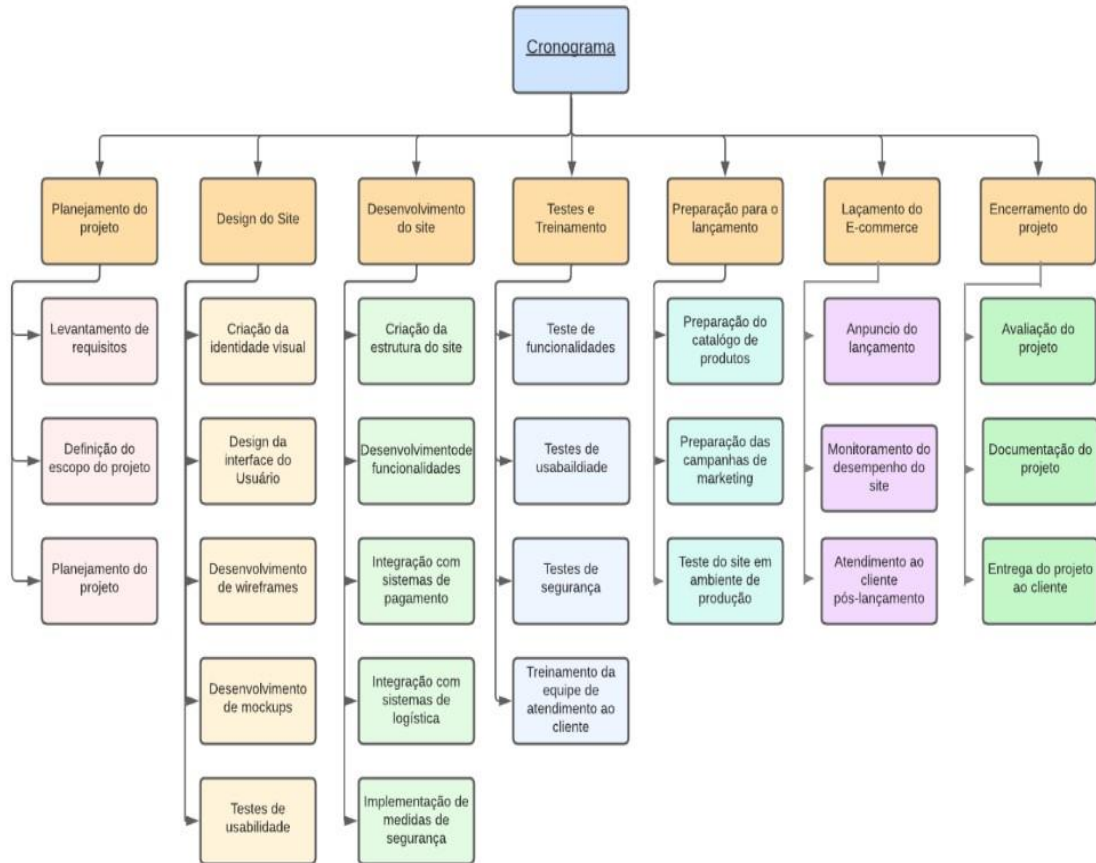 Cronograma
Planejamento do
projeto
Design do Site
Desenvolvimento
do site
Testes e
Treinamento
Preparação para o
lançamento
Laçamento do
E-commerce
Encerramento do
projeto
Levantamento de
requisitos
Criação da
identidade visual
Criação da
estrutura do site
Teste de
funcionalidades
Preparação do
catalógo de
produtos
Anpuncio do
lançamento
Avaliação do
projeto
Definição do
escopo do projeto
Design da
interface do
Usuário
Desenvolvimentode
funcionalidades
Testes de
usabaildiade
Preparação das
campanhas de
marketing
Monitoramento do
desempenho do
site
Documentação do
projeto
Planejamento do
projeto
Desenvolvimento
de wireframes
Integração com
sistemas de
pagamento
Testes de
segurança
Teste do site em
ambiente de
produção
Atendimento ao
cliente
pós-lançamento
Entrega do projeto
ao cliente
Desenvolvimento
de mockups
Integração com
sistemas de
logística
Treinamento da
equipe de
atendimento ao
cliente
Testes de
usabilidade
Implementação de
medidas de
segurança